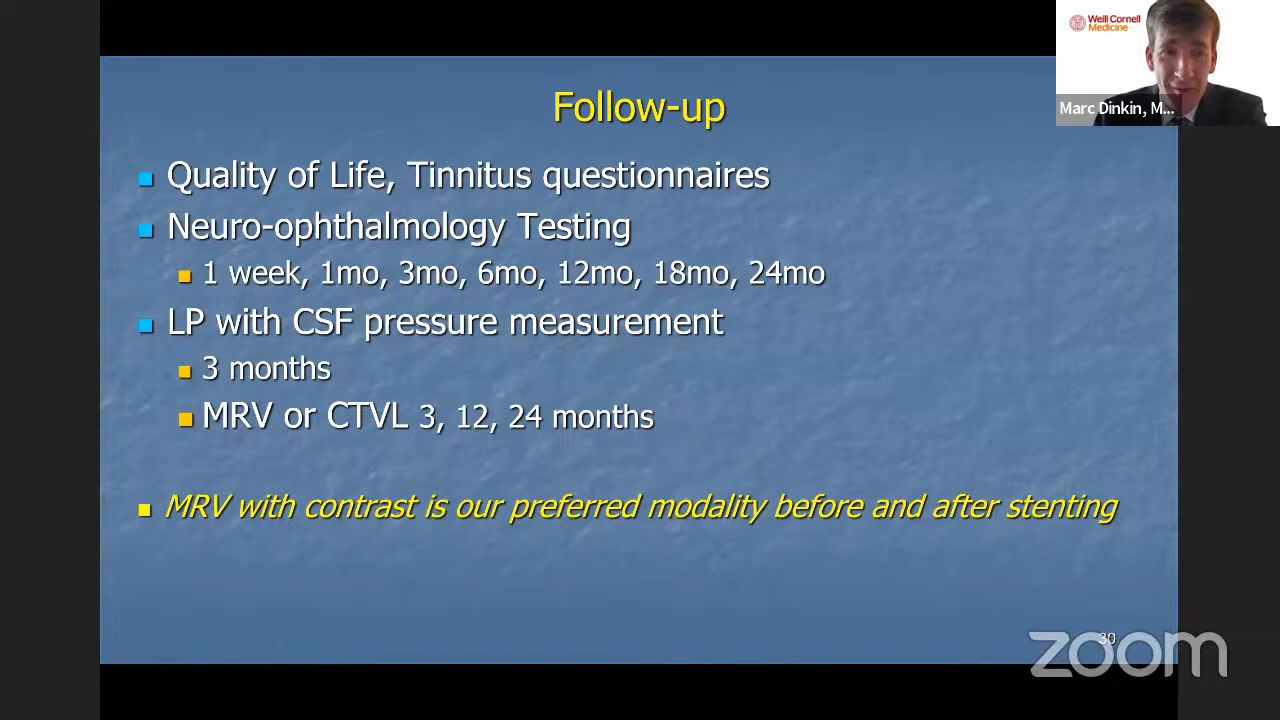 Weill Cornell
Medicine
Marc Dinkin, M...
Follow-up
Quality of Life, Tinnitus questionnaires
Neuro-ophthalmology Testing
1 week, 1mo, 3mo, 6mo, 12mo, 18mo, 24mo
LP with CSF pressure measurement
3 months
MRV or CTVL 3, 12, 24 months
MRV with contrast is our preferred modality before and after stenting
30
zoom